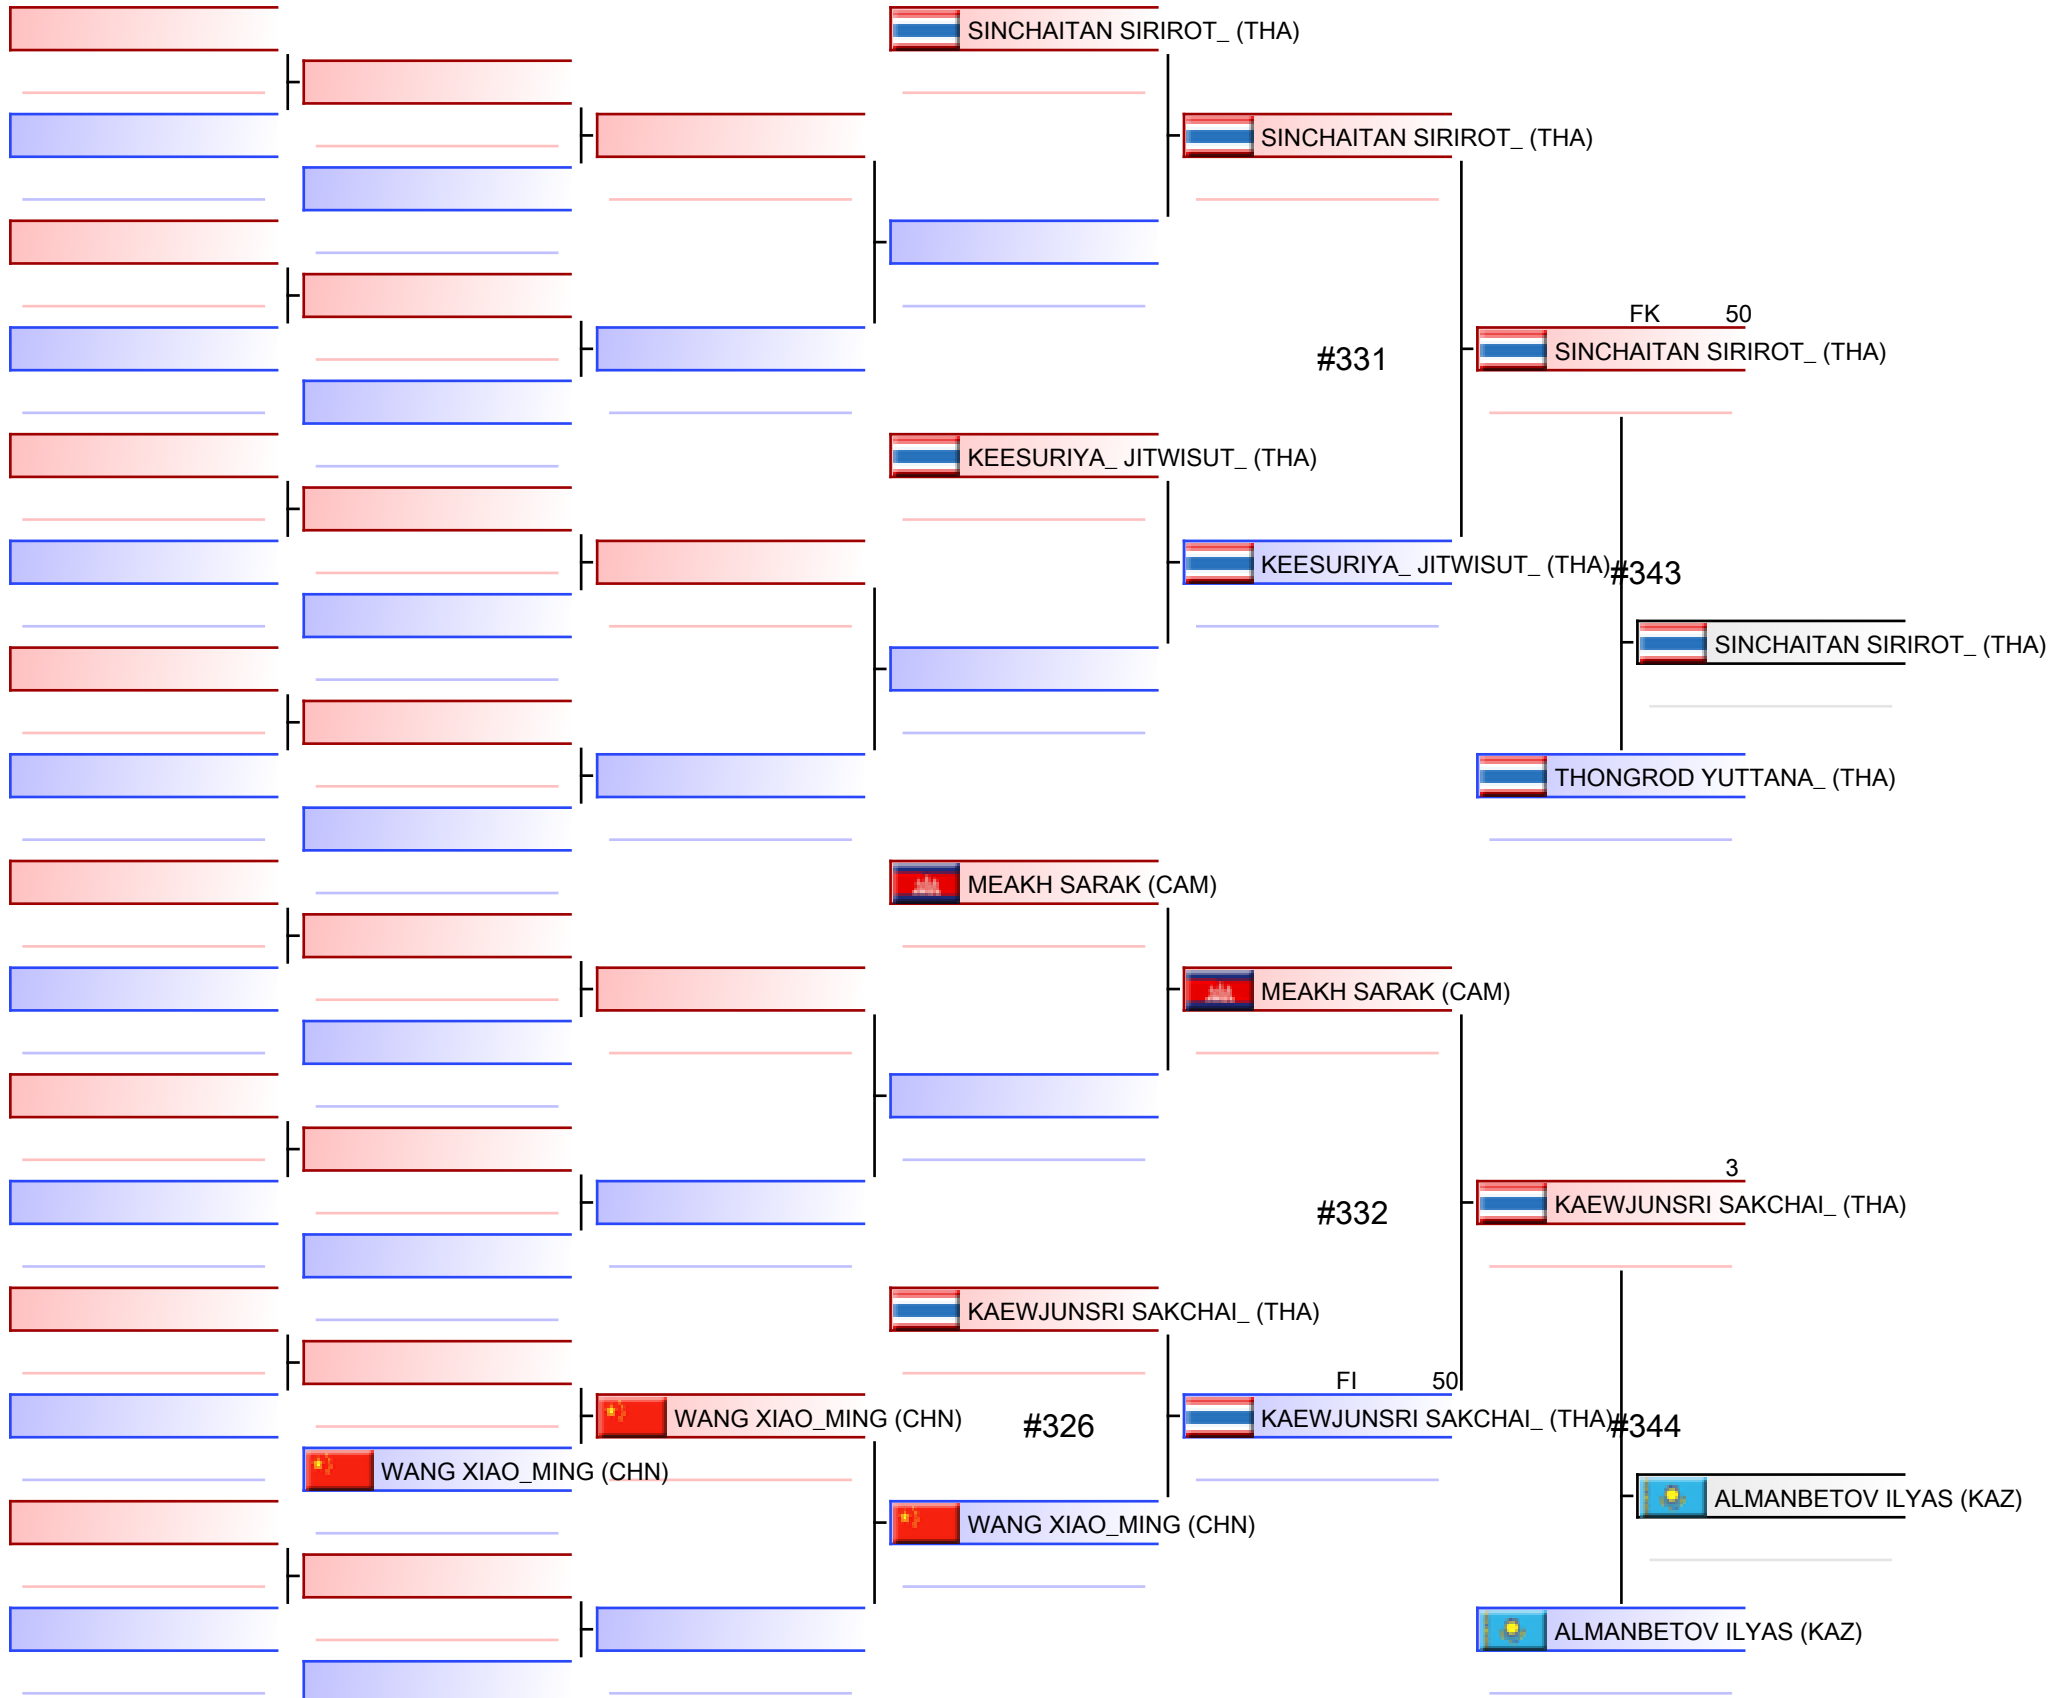 SINCHAITAN SIRIROT_ (THA)
SINCHAITAN SIRIROT_ (THA)
FK 50
#331
SINCHAITAN SIRIROT_ (THA)
KEESURIYA_ JITWISUT_ (THA)
KEESURIYA_ JITWISUT_ (THA)
#343
SINCHAITAN SIRIROT_ (THA)
THONGROD YUTTANA_ (THA)
MEAKH SARAK (CAM)
MEAKH SARAK (CAM)
3
#332
KAEWJUNSRI SAKCHAI_ (THA)
KAEWJUNSRI SAKCHAI_ (THA)
FI 50
WANG XIAO_MING (CHN)
#326
KAEWJUNSRI SAKCHAI_ (THA)
#344
WANG XIAO_MING (CHN)
ALMANBETOV ILYAS (KAZ)
WANG XIAO_MING (CHN)
ALMANBETOV ILYAS (KAZ)